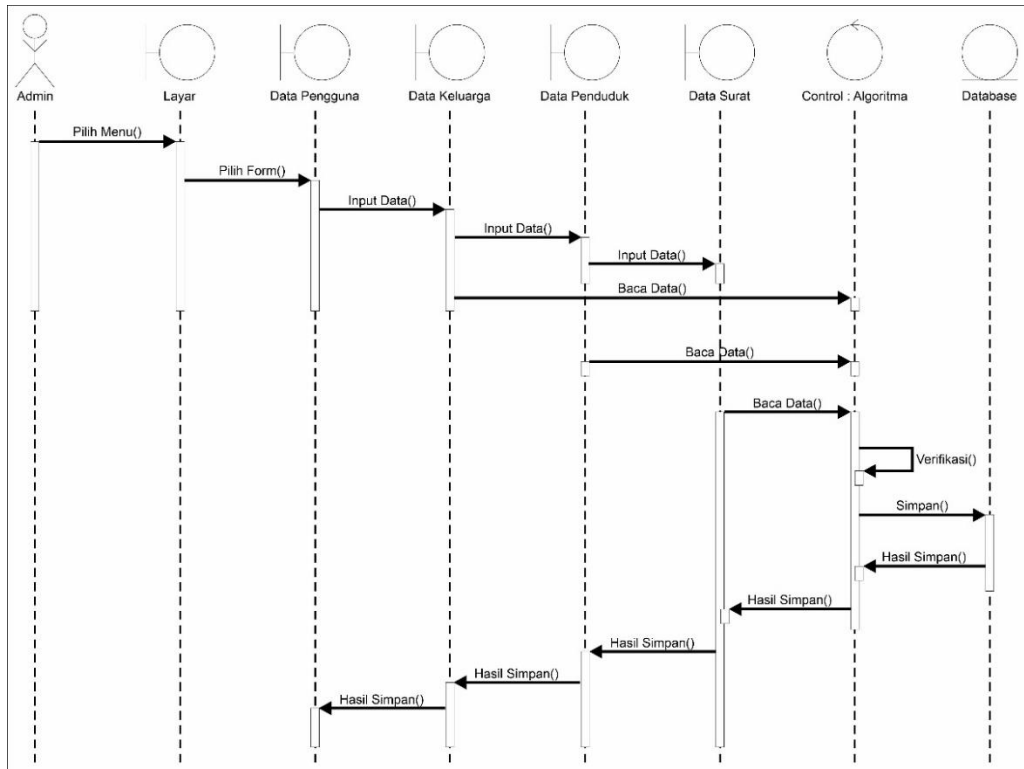 Admin
Layar
Data Pengguna
Data Keluarga
Data Penduduk
Data Surat
Control : Algoritma
Database
Pilih Menu()
Pilih Form()
Input Data()
Input Data()
Input Data()
Baca Data()
Baca Data()
Baca Data()
Verifikasi()
Simpan()
Hasil Simpan()
Hasil Simpan()
Hasil Simpan()
Hasil Simpan()
Hasil Simpan()